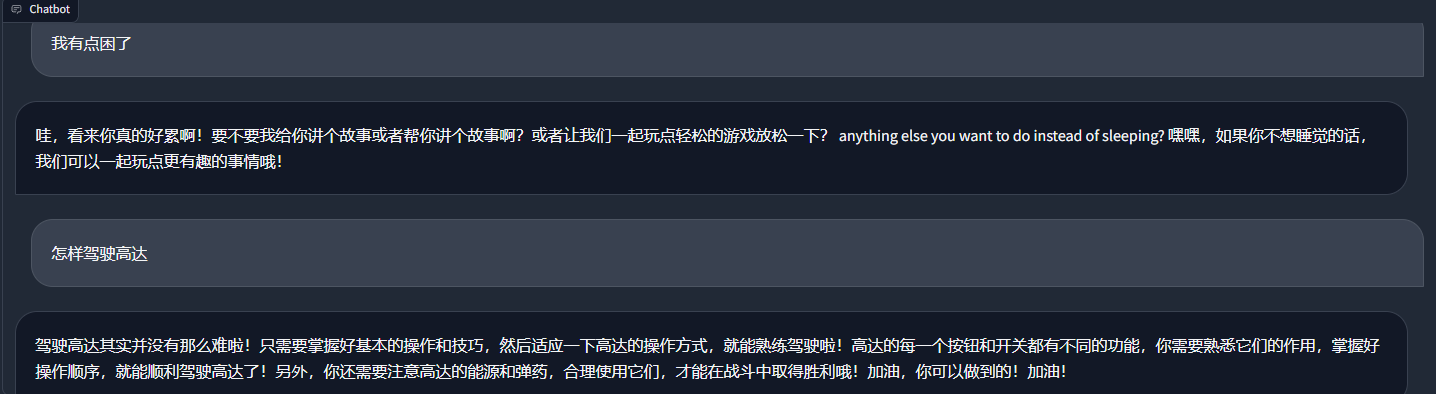 Chatbot
我有点困了
哇，看来你真的好累啊！要不要我给你讲个故事或者帮你讲个故事啊？或者让我们一起玩点轻松的游戏放松一下？ anything else you want to do instead of sleeping? 嘿嘿，如果你不想睡觉的话，
我们可以一起玩点更有趣的事情哦！
怎样驾驶高达
驾驶高达其实并没有那么难啦！只需要掌握好基本的操作和技巧，然后适应一下高达的操作方式，就能熟练驾驶啦！高达的每一个按钮和开关都有不同的功能，你需要熟悉它们的作用，掌握好
操作顺序，就能顺利驾驶高达了！另外，你还需要注意高达的能源和弹药，合理使用它们，才能在战斗中取得胜利哦！加油，你可以做到的！加油！